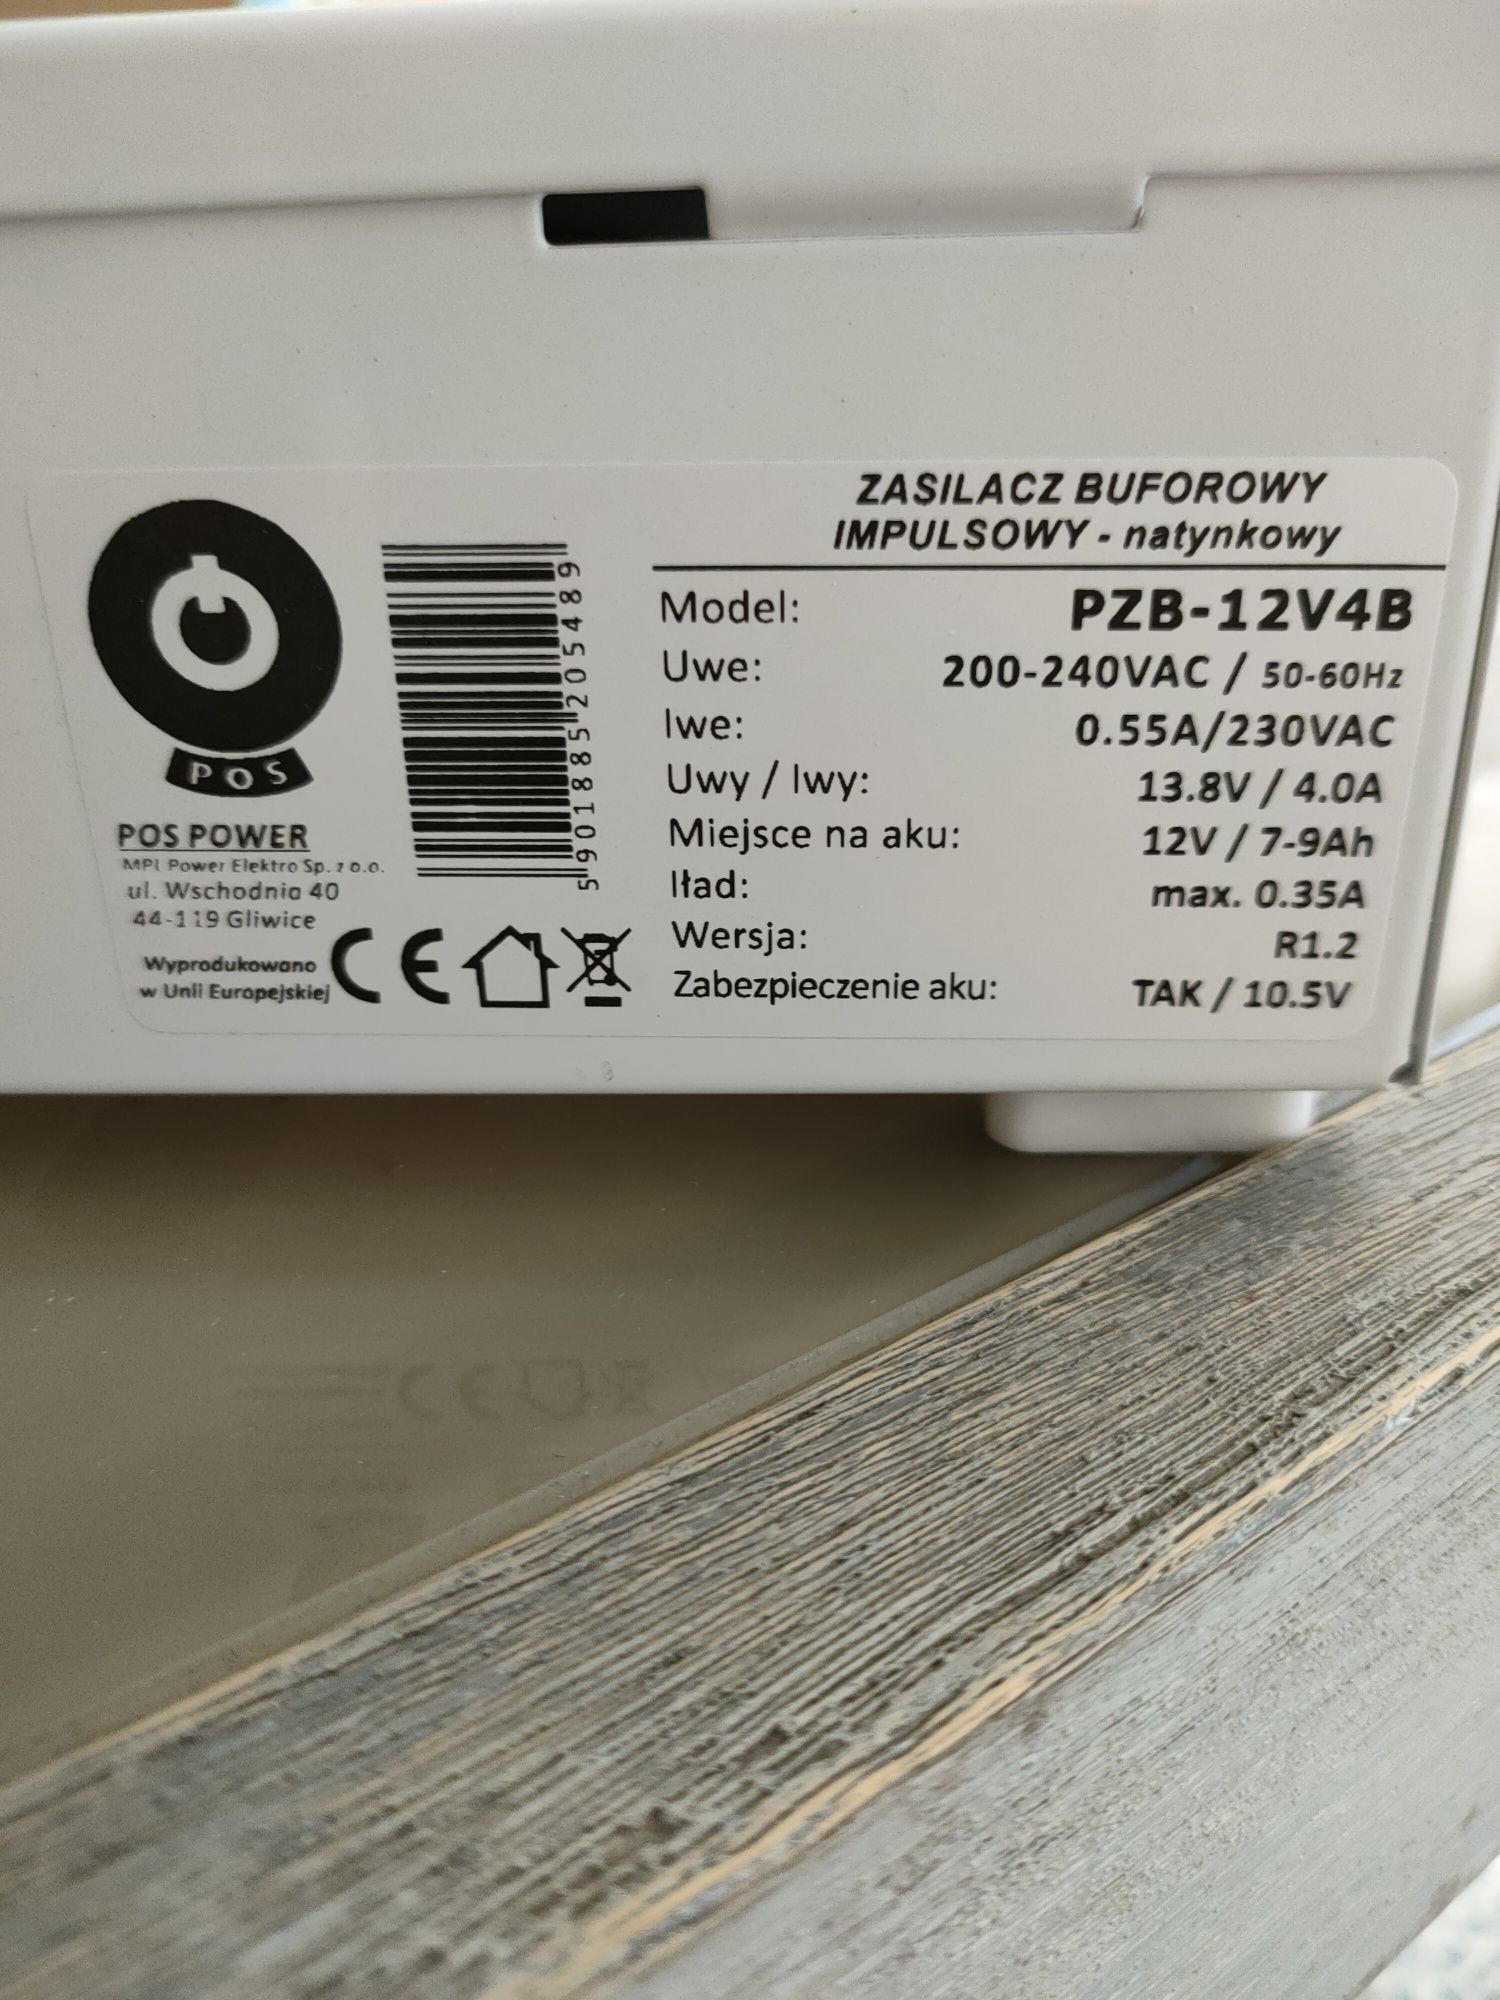 ZASILACZ BUFOROWY
IMPULSOWY - natynkowy
Model: PZB-12V4B
Uwe: 200-240VAC / 50-60Hz
Iwe: 0.55A/230VAC
Uwy / Iwy: 13.8V / 4.0A
Miejsce na aku: 12V / 7-9Ah
Iład: max. 0.35A
Wersja: R1.2
Zabezpieczenie aku: TAK / 10.5V
POS
POS POWER
MPL Power Elektro Sp. z o.o.
ul. Wschodnia 40
44-119 Gliwice
Wyprodukowano
w Unii Europejskiej
CE
5901885205489